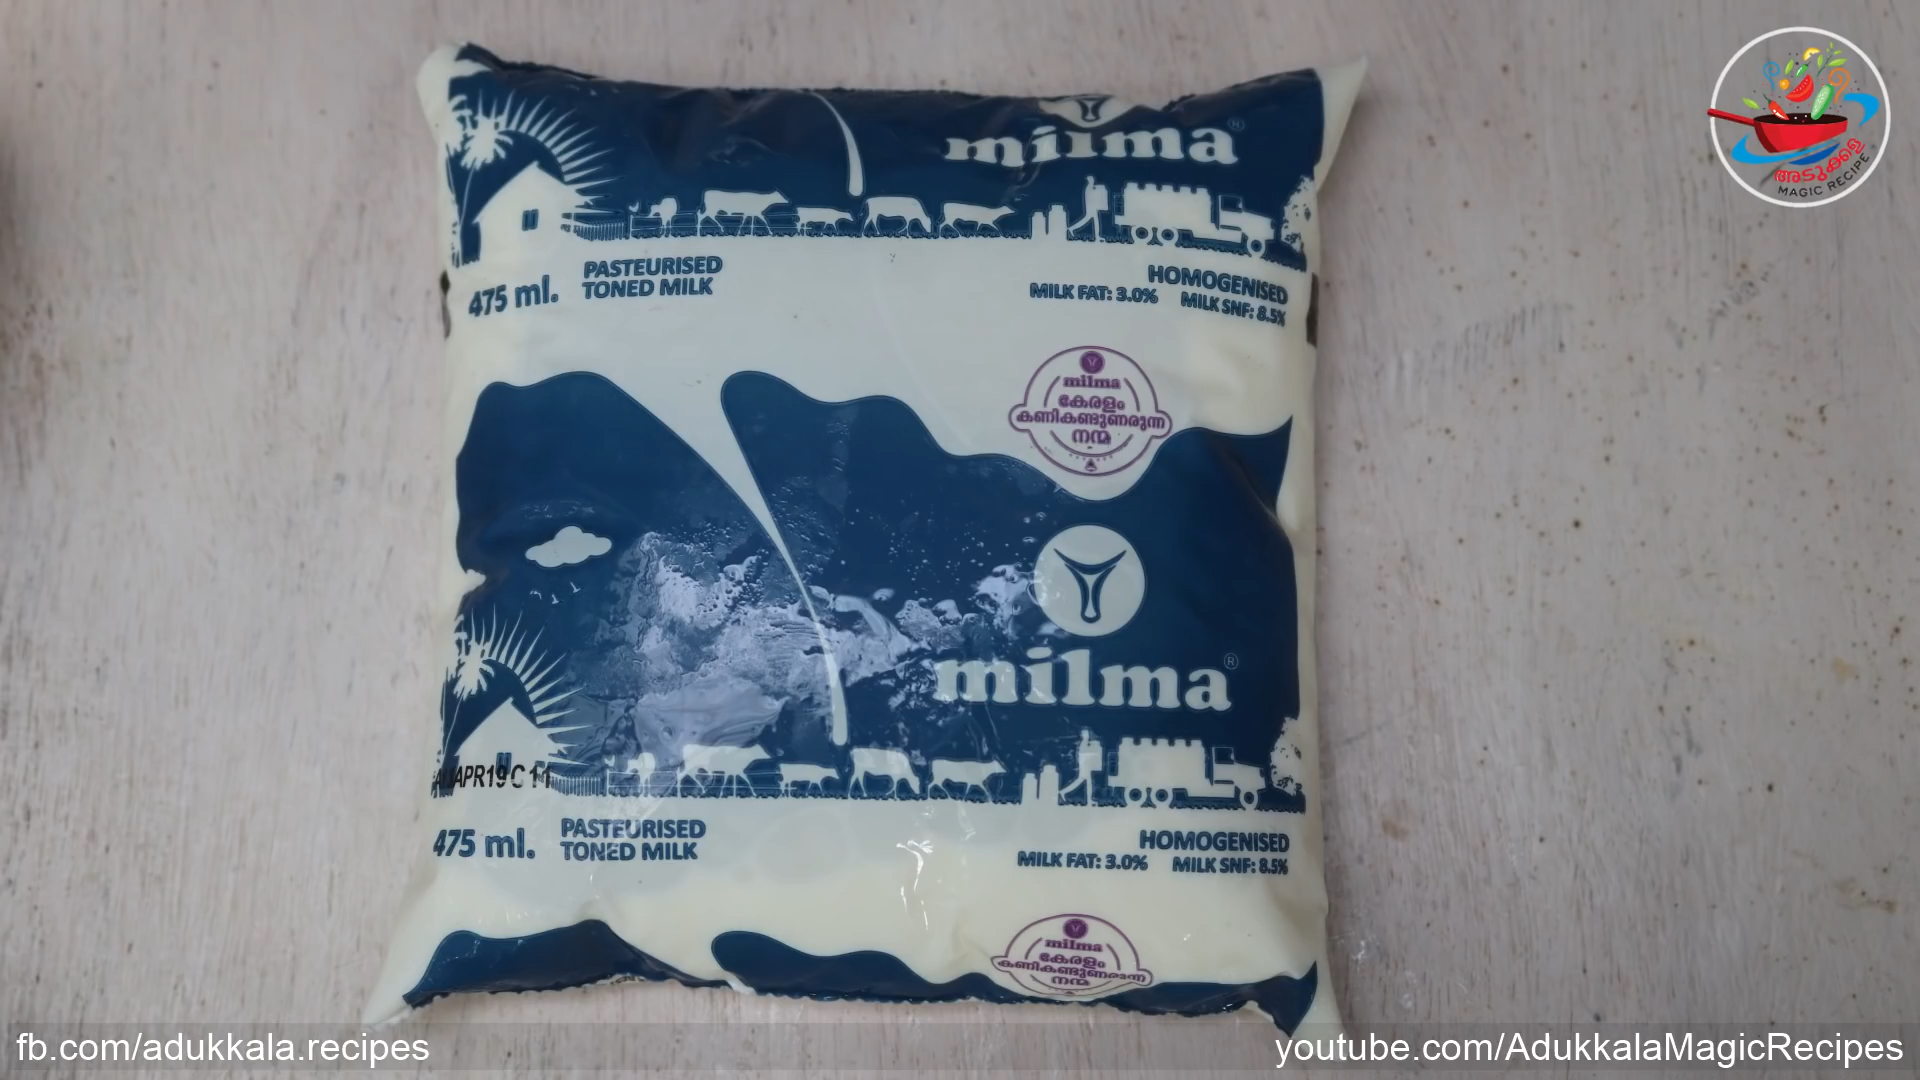 milma
®
475 ml.
PASTEURISED
TONED MILK
HOMOGENISED
MILK FAT: 3.0% MILK SNF: 8.5%
milma
കേരളം
കണികണ്ടുണരുന്ന
നന്മ
milma
®
APR19 C 11
475 ml.
PASTEURISED
TONED MILK
HOMOGENISED
MILK FAT: 3.0% MILK SNF: 8.5%
milma
കേരളം
കണികണ്ടുണരുന്ന
നന്മ
അടുക്കള
MAGIC RECIPE
fb.com/adukkala.recipes
youtube.com/AdukkalaMagicRecipes